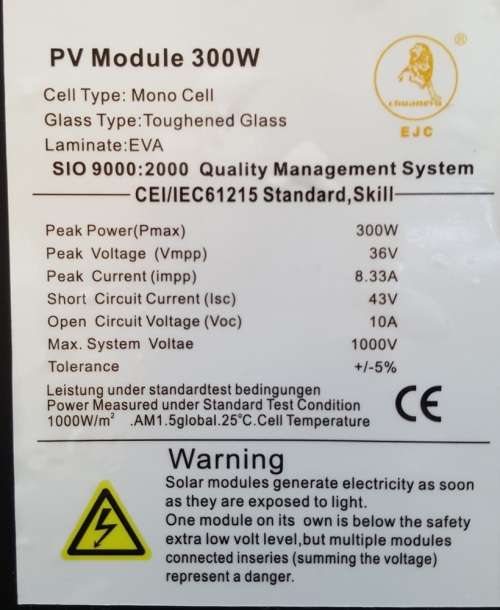 PV Module 300W
®
Cell Type: Mono Cell
Glass Type:Toughened Glass
Laminate:EVA
EJC
SIO 9000:2000 Quality Management System
CEI/IEC61215 Standard,Skill
Peak Power(Pmax) 300W
Peak Voltage (Vmpp) 36V
Peak Current (impp) 8.33A
Short Circuit Current (Isc) 43V
Open Circuit Voltage (Voc) 10A
Max. System Voltae 1000V
Tolerance +/-5%
Leistung under standardtest bedingungen
Power Measured under Standard Test Condition
1000W/m² .AM1.5global.25°C.Cell Temperature
CE
Warning
Solar modules generate electricity as soon
as they are exposed to light.
One module on its own is below the safety
extra low volt level,but multiple modules
connected inseries (summing the voltage)
represent a danger.